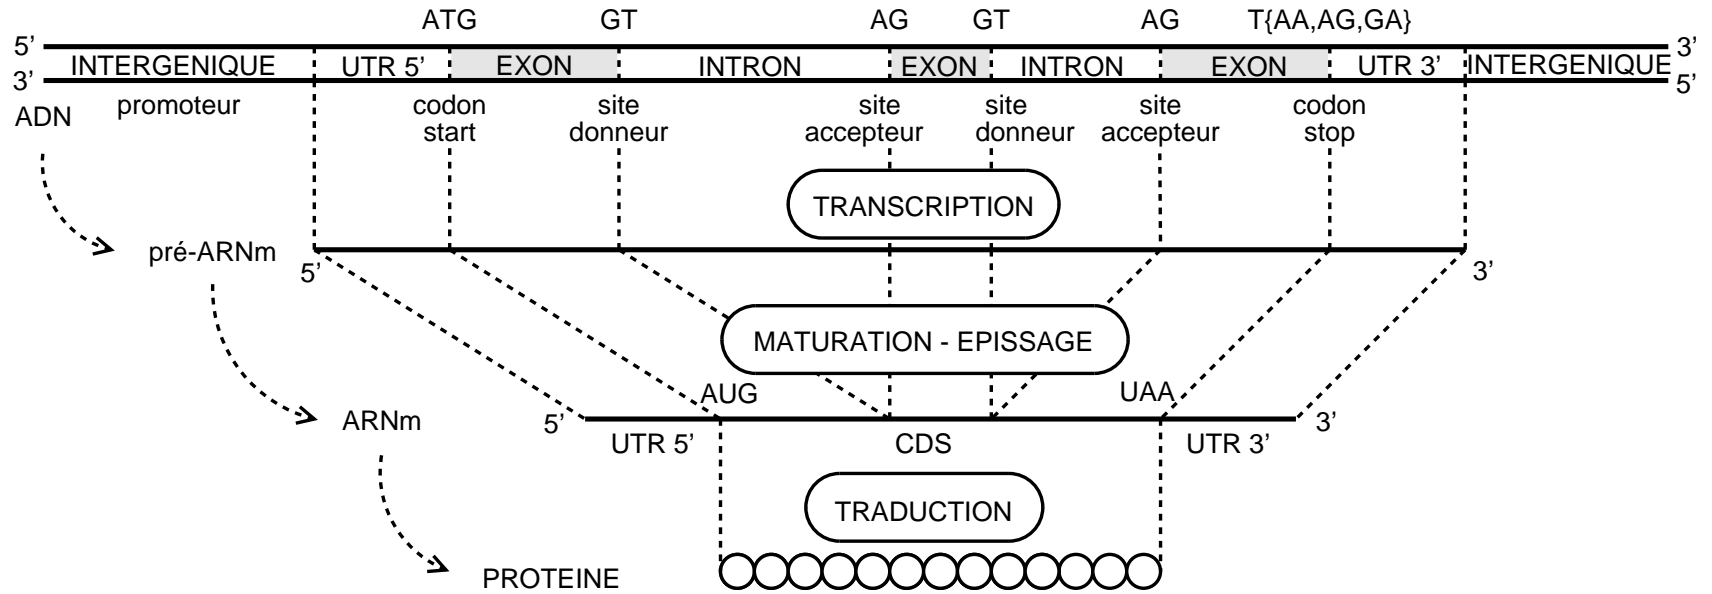 ATG GT AG GT AG T{AA,AG,GA}
5’ 3’
INTERGENIQUE UTR 5’ EXON INTRON EXON INTRON EXON UTR 3’ INTERGENIQUE
3’ 5’
ADN promoteur codon site site site site codon
start donneur accepteur donneur accepteur stop
TRANSCRIPTION
pré-ARNm 5’ 3’
MATURATION - EPISSAGE
AUG UAA
ARNm 5’ 3’
UTR 5’ CDS UTR 3’
TRADUCTION
PROTEINE